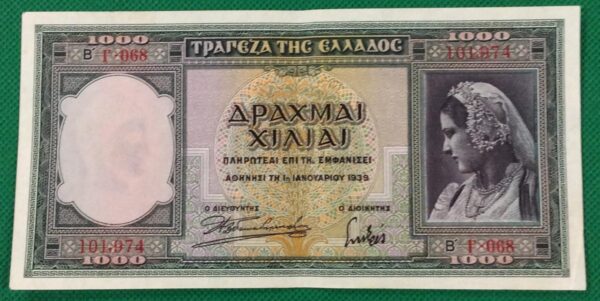 1000 1000
ΤΡΑΠΕΖΑ ΤΗΣ ΕΛΛΑΔΟΣ
Β΄ Γ-068 101,974
ΔΡΑΧΜΑΙ
ΧΙΛΙΑΙ
ΠΛΗΡΩΤΕΑΙ ΕΠΙ ΤΗ ΕΜΦΑΝΙΣΕΙ
ΑΘΗΝΗΣΙ ΤΗ 1ῃ ΙΑΝΟΥΑΡΙΟΥ 1939
Ο ΔΙΕΥΘΥΝΤΗΣ Ο ΔΙΟΙΚΗΤΗΣ
101,974 Β΄ Γ-068
1000 1000